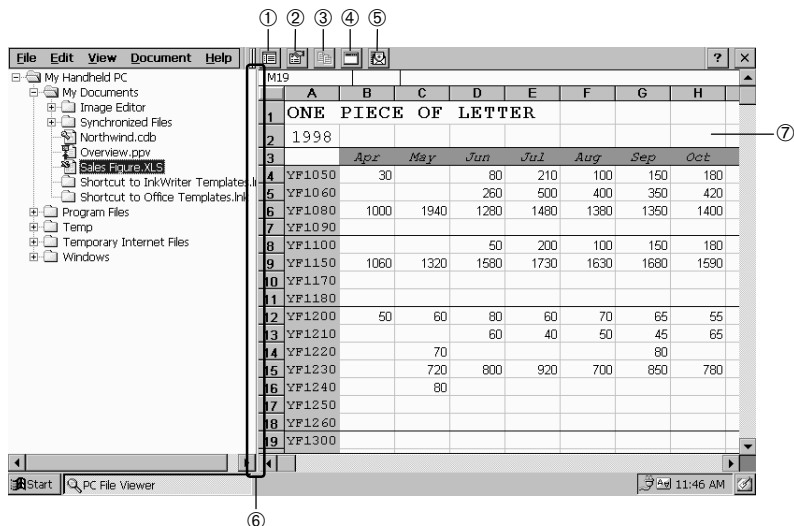 ① ② ③ ④ ⑤
File Edit View Document Help ? ×
My Handheld PC
My Documents
Image Editor
Synchronized Files
Northwind.cdb
Overview.ppv
Sales Figure.XLS
Shortcut to InkWriter Templates.ln
Shortcut to Office Templates.lnk
Program Files
Temp
Temporary Internet Files
Windows
M19
A B C D E F G H
1 ONE PIECE OF LETTER
2 1998
⑦
3 Apr May Jun Jul Aug Sep Oct
4 YF1050 30 80 210 100 150 180
5 YF1060 260 500 400 350 420
6 YF1080 1000 1940 1280 1480 1380 1350 1400
7 YF1090
8 YF1100 50 200 100 150 180
9 YF1150 1060 1320 1580 1730 1630 1680 1590
10 YF1170
11 YF1180
12 YF1200 50 60 80 60 70 65 55
13 YF1210 60 40 50 45 65
14 YF1220 70 80
15 YF1230 720 800 920 700 850 780
16 YF1240 80
17 YF1250
18 YF1260
19 YF1300
Start PC File Viewer 11:46 AM
⑥